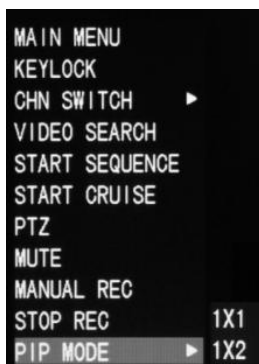 MAIN MENU
KEYLOCK
CHN SWITCH ▶
VIDEO SEARCH
START SEQUENCE
START CRUISE
PTZ
MUTE
MANUAL REC
STOP REC 1X1
PIP MODE ▶ 1X2